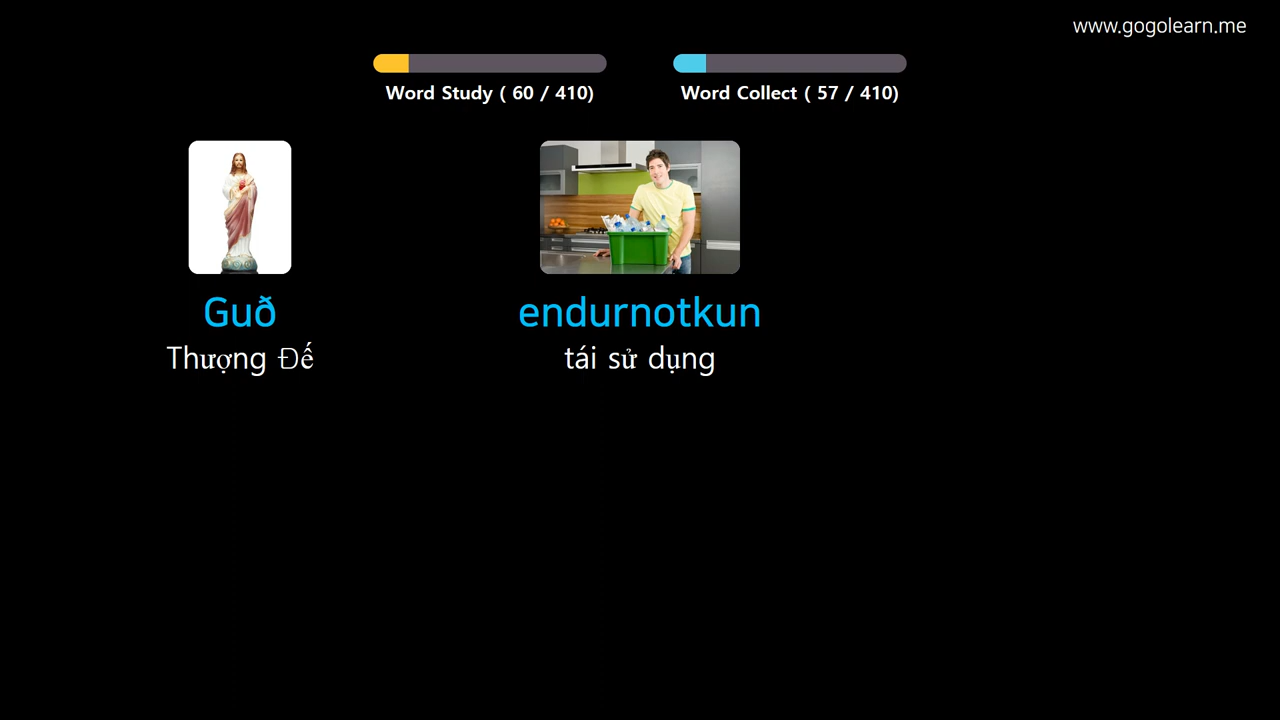 www.gogolearn.me
Word Study ( 60 / 410)
Word Collect ( 57 / 410)
Guð
Thượng Đế
endurnotkun
tái sử dụng